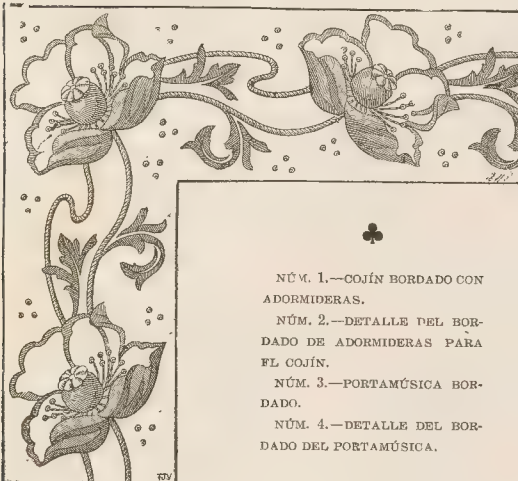 NÚM. 1.—COJÍN BORDADO CON
ADORMIDERAS.
NÚM. 2.—DETALLE DEL BOR-
DADO DE ADORMIDERAS PARA
EL COJÍN.
NÚM. 3.—PORTAMÚSICA BOR-
DADO.
NÚM. 4.—DETALLE DEL BOR-
DADO DEL PORTAMÚSICA.